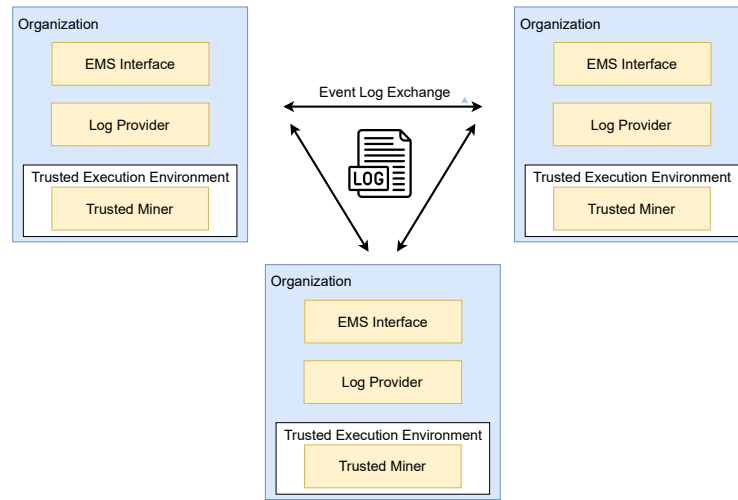 Organization
EMS Interface
Log Provider
Trusted Execution Environment
Trusted Miner
Event Log Exchange
LOG
Organization
EMS Interface
Log Provider
Trusted Execution Environment
Trusted Miner
Organization
EMS Interface
Log Provider
Trusted Execution Environment
Trusted Miner